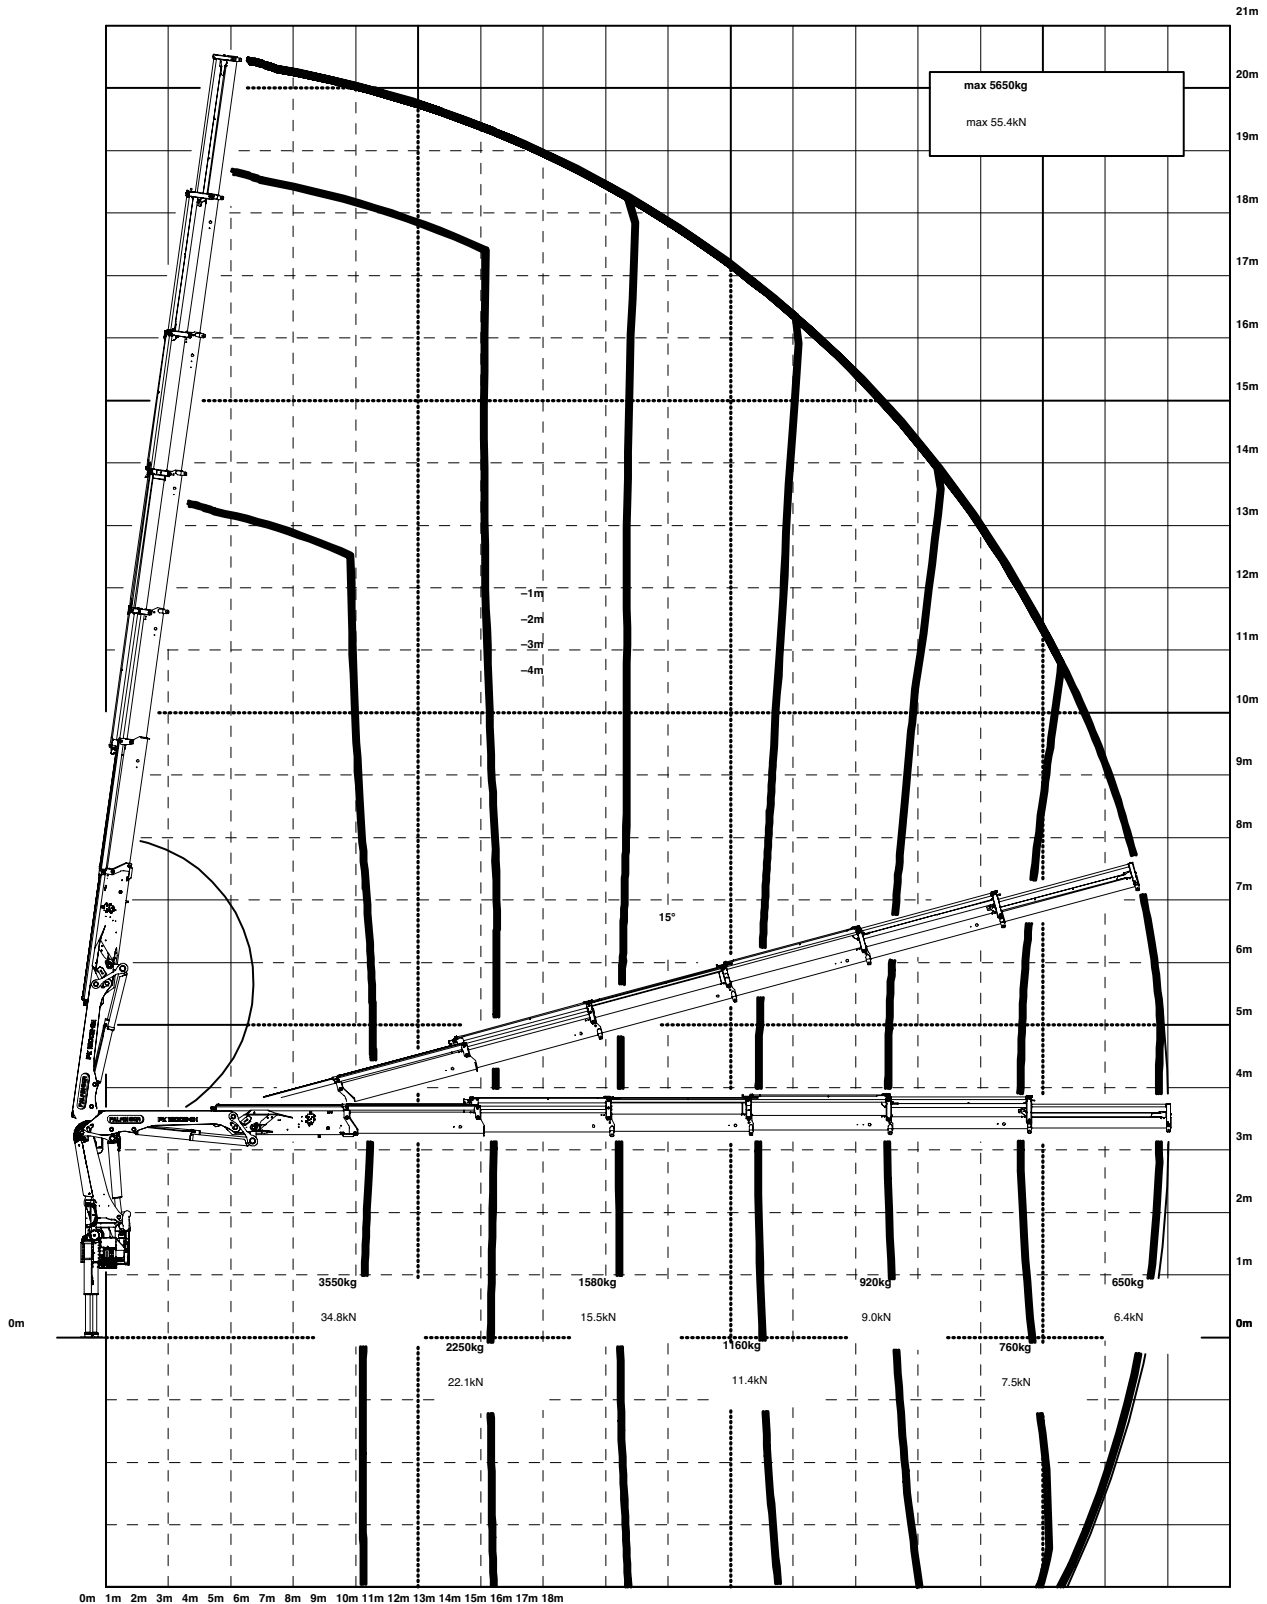 21m
20m
max 5650kg
max 55.4kN
19m
18m
17m
16m
15m
14m
13m
12m
–1m
–2m
11m
–3m
–4m
10m
9m
8m
7m
15°
6m
5m
4m
3m
2m
1m
3550kg 1580kg 920kg 650kg
34.8kN 15.5kN 9.0kN 6.4kN
0m 0m
2250kg 1160kg 760kg
22.1kN 11.4kN 7.5kN
0m 1m 2m 3m 4m 5m 6m 7m 8m 9m 10m 11m 12m 13m 14m 15m 16m 17m 18m